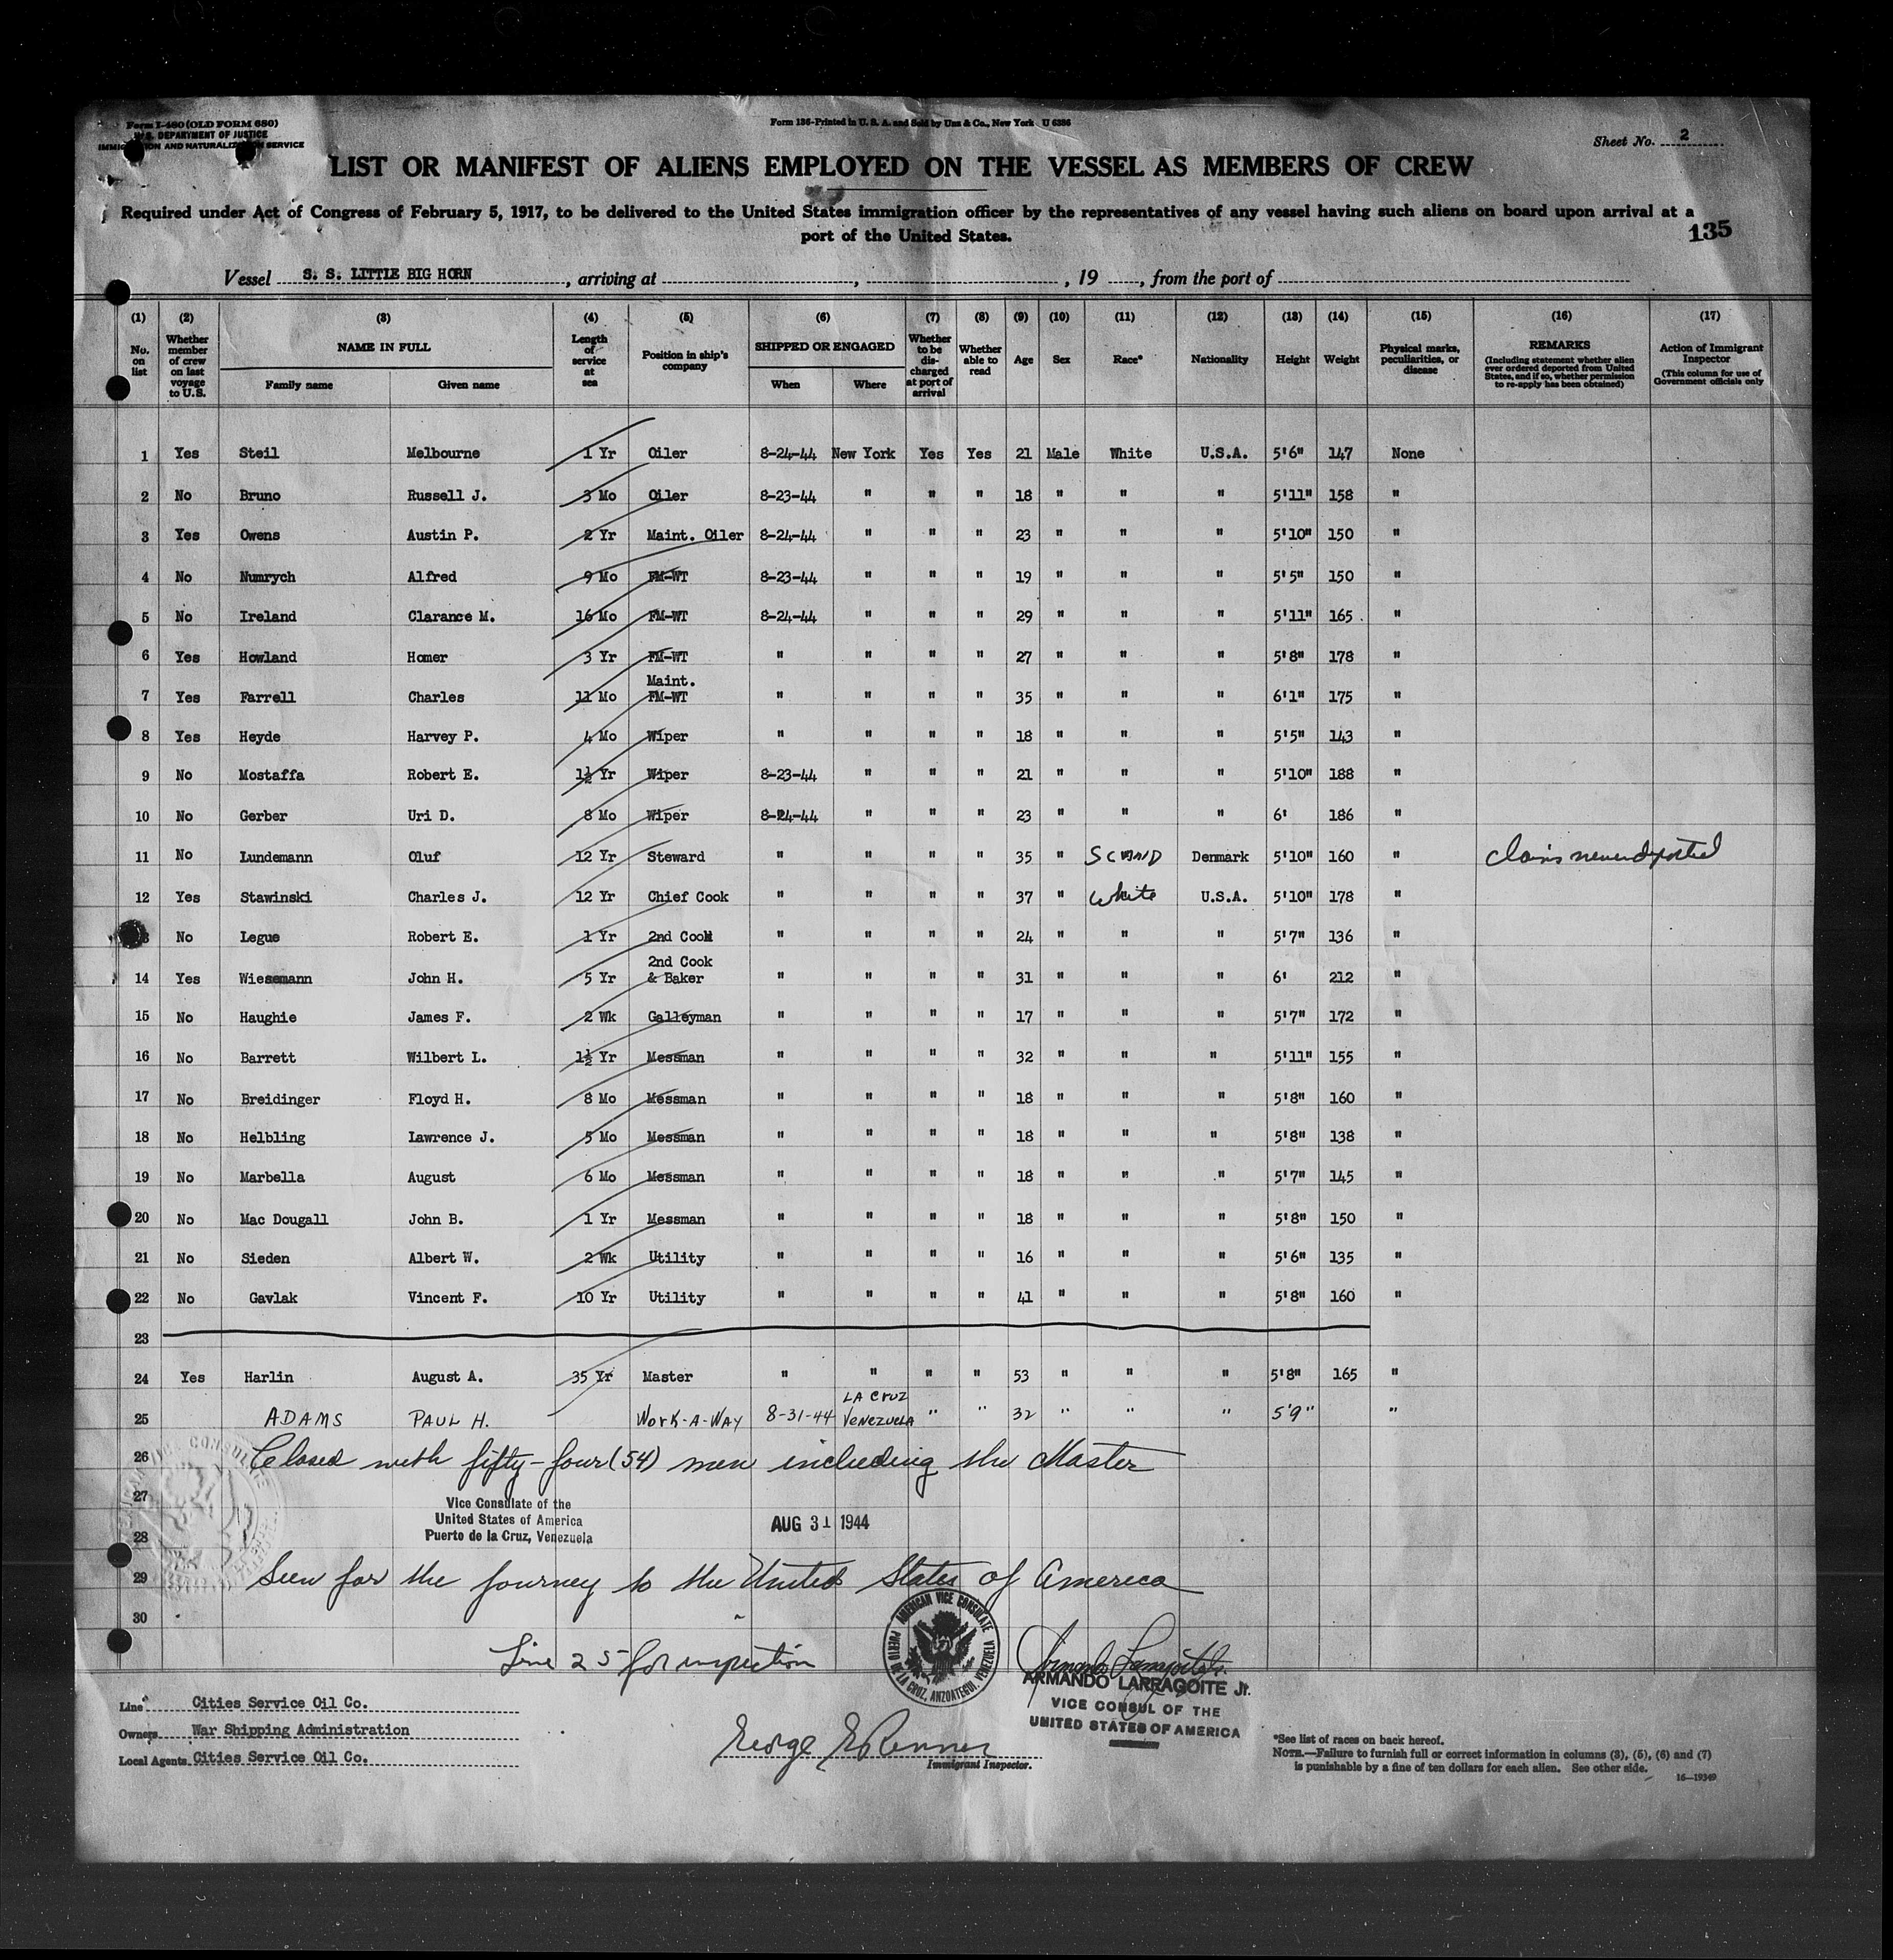 Form I-480 (OLD FORM 680)
U.S. DEPARTMENT OF JUSTICE
IMMIGRATION AND NATURALIZATION SERVICE
Form 136-Printed in U. S. A. and Sold by Unz & Co., New York U 6386
Sheet No. 2
LIST OR MANIFEST OF ALIENS EMPLOYED ON THE VESSEL AS MEMBERS OF CREW
Required under Act of Congress of February 5, 1917, to be delivered to the United States immigration officer by the representatives of any vessel having such aliens on board upon arrival at a
port of the United States.
135
Vessel S. S. LITTLE BIG HORN, arriving at , , 19 , from the port of
(1) (2) (3) (4) (5) (6) (7) (8) (9) (10) (11) (12) (13) (14) (15) (16) (17)
No. on list
Whether member of crew on last voyage to U.S.
NAME IN FULL
Family name
Given name
Length of service at sea
Position in ship's company
SHIPPED OR ENGAGED
When
Where
Whether to be discharged at port of arrival
Whether able to read
Age
Sex
Race*
Nationality
Height
Weight
Physical marks, peculiarities, or disease
REMARKS
(Including statement whether alien ever ordered deported from United States, and if so, whether permission to re-apply has been obtained)
Action of Immigrant Inspector
(This column for use of Government officials only
1 Yes Steil Melbourne 1 Yr Oiler 8-24-44 New York Yes Yes 21 Male White U.S.A. 5'6" 147 None
2 No Bruno Russell J. 3 Mo Oiler 8-23-44 " " " 18 " " " 5'11" 158 "
3 Yes Owens Austin P. 2 Yr Maint. Oiler 8-24-44 " " " 23 " " " 5'10" 150 "
4 No Numrych Alfred 9 Mo FM-WT 8-23-44 " " " 19 " " " 5'5" 150 "
5 No Ireland Clarance M. 16 Mo FM-WT 8-24-44 " " " 29 " " " 5'11" 165 "
6 Yes Howland Homer 3 Yr FM-WT " " " " 27 " " " 5'8" 178 "
7 Yes Farrell Charles 11 Mo Maint. FM-WT " " " " 35 " " " 6'1" 175 "
8 Yes Heyde Harvey P. 4 Mo Wiper " " " " 18 " " " 5'5" 143 "
9 No Mostaffa Robert E. 1½ Yr Wiper 8-23-44 " " " 21 " " " 5'10" 188 "
10 No Gerber Uri D. 8 Mo Wiper 8-24-44 " " " 23 " " " 6' 186 "
11 No Lundemann Oluf 12 Yr Steward " " " " 35 " SCAND Denmark 5'10" 160 " Claims never deported
12 Yes Stawinski Charles J. 12 Yr Chief Cook " " " " 37 " White U.S.A. 5'10" 178 "
No Legue Robert E. 1 Yr 2nd Cook " " " " 24 " " " 5'7" 136 "
14 Yes Wiesemann John H. 5 Yr 2nd Cook & Baker " " " " 31 " " " 6' 212 "
15 No Haughie James F. 2 Wk Galleyman " " " " 17 " " " 5'7" 172 "
16 No Barrett Wilbert L. 1½ Yr Messman " " " " 32 " " " 5'11" 155 "
17 No Breidinger Floyd H. 8 Mo Messman " " " " 18 " " " 5'8" 160 "
18 No Helbling Lawrence J. 5 Mo Messman " " " " 18 " " " 5'8" 138 "
19 No Marbella August 6 Mo Messman " " " " 18 " " " 5'7" 145 "
20 No Mac Dougall John B. 1 Yr Messman " " " " 18 " " " 5'8" 150 "
21 No Sieden Albert W. 2 Wk Utility " " " " 16 " " " 5'6" 135 "
22 No Gavlak Vincent F. 10 Yr Utility " " " " 41 " " " 5'8" 160 "
23
24 Yes Harlin August A. 35 Yr Master " " " " 53 " " " 5'8" 165 "
25 ADAMS PAUL H. Work-A-Way 8-31-44 LA CRUZ VENEZUELA " " 32 " " " 5'9" "
26 Closed with fifty-four (54) men including the Master
27 Vice Consulate of the
United States of America
Puerto de la Cruz, Venezuela
AUG 31 1944
28
29 Seen for the journey to the United States of America
30
Line 25 for inspection
AMERICAN VICE CONSULATE
PUERTO DE LA CRUZ, ANZOATEGUI, VENEZUELA
Armando Larragoite Jr.
ARMANDO LARRAGOITE Jr.
VICE CONSUL OF THE
UNITED STATES OF AMERICA
Line Cities Service Oil Co.
Owners War Shipping Administration
Local Agents Cities Service Oil Co.
George E Renner
Immigrant Inspector.
*See list of races on back hereof.
NOTE.—Failure to furnish full or correct information in columns (3), (5), (6) and (7)
is punishable by a fine of ten dollars for each alien. See other side.
16—19349